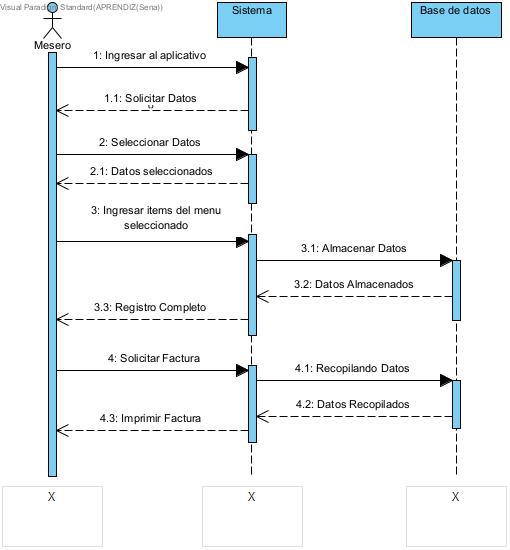 Visual Paradigm Standard(APRENDIZ(Sena))
Sistema
Base de datos
Mesero
1: Ingresar al aplicativo
1.1: Solicitar Datos
2: Seleccionar Datos
2.1: Datos seleccionados
3: Ingresar items del menu
seleccionado
3.1: Almacenar Datos
3.2: Datos Almacenados
3.3: Registro Completo
4: Solicitar Factura
4.1: Recopilando Datos
4.2: Datos Recopilados
4.3: Imprimir Factura
X
X
X